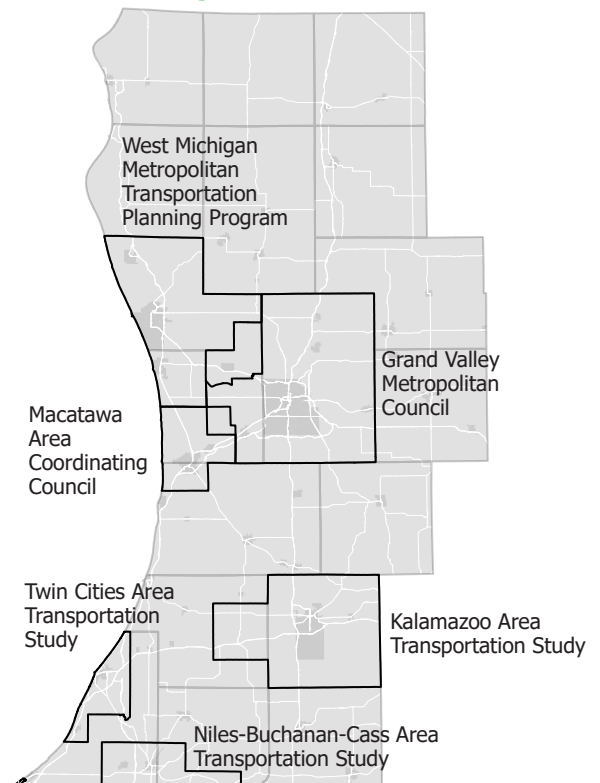 West Michigan
Metropolitan
Transportation
Planning Program
Grand Valley
Metropolitan
Council
Macatawa
Area
Coordinating
Council
Twin Cities Area
Transportation
Study
Kalamazoo Area
Transportation Study
Niles-Buchanan-Cass Area
Transportation Study